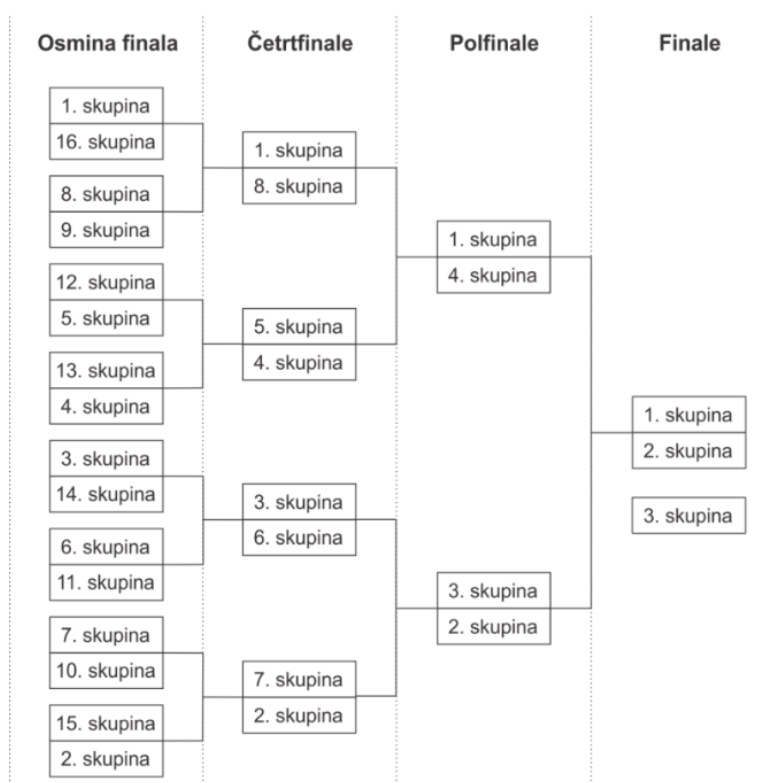 Osmina finala
Četrtfinale
Polfinale
Finale
1. skupina
16. skupina
8. skupina
9. skupina
12. skupina
5. skupina
13. skupina
4. skupina
3. skupina
14. skupina
6. skupina
11. skupina
7. skupina
10. skupina
15. skupina
2. skupina
1. skupina
8. skupina
5. skupina
4. skupina
3. skupina
6. skupina
7. skupina
2. skupina
1. skupina
4. skupina
3. skupina
2. skupina
1. skupina
2. skupina
3. skupina